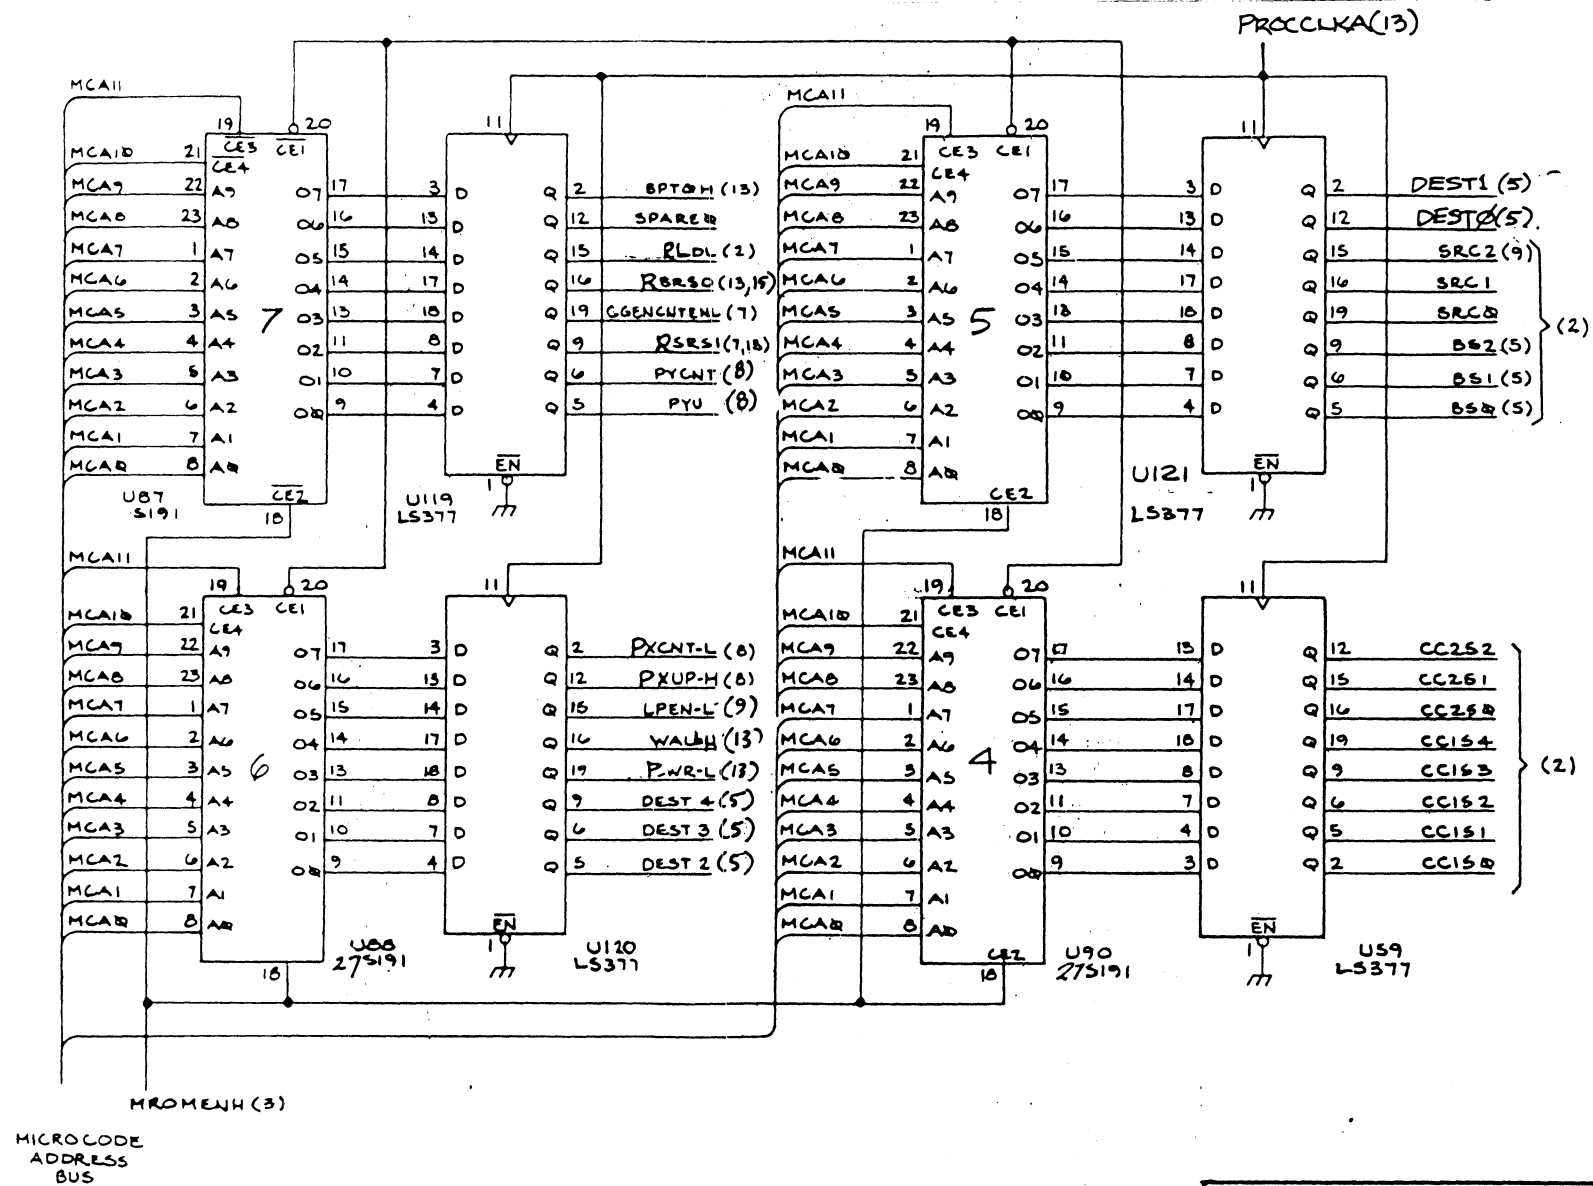 PROCCLKA(13)
MCA11
19
20
CE3
CE1
MCA10 21 CE4
MCA9 22 A9 O7 17
MCA8 23 A8 O6 16
MCA7 1 A7 O5 15
MCA6 2 A6 O4 14
MCA5 3 A5 O3 13
MCA4 4 A4 O2 11
MCA3 5 A3 O1 10
MCA2 6 A2 O0 9
MCA1 7 A1
MCA0 8 A0
7
CE2
18
U87
S191
11
3 D Q 2 BPT0H (13)
13 D Q 12 SPARE0
14 D Q 15 RLDL (2)
17 D Q 16 RSRS0 (13,15)
18 D Q 19 CGENCNTENL (7)
8 D Q 9 RSRS1 (7,13)
7 D Q 6 PYCNT (8)
4 D Q 5 PYU (8)
EN
1
U119
LS377
MCA11
19
20
CE3 CE1
MCA10 21 CE4
MCA9 22 A9 O7 17
MCA8 23 A8 O6 16
MCA7 1 A7 O5 15
MCA6 2 A6 O4 14
MCA5 3 A5 O3 13
MCA4 4 A4 O2 11
MCA3 5 A3 O1 10
MCA2 6 A2 O0 9
MCA1 7 A1
MCA0 8 A0
5
CE2
18
11
3 D Q 2 DEST1 (5)
13 D Q 12 DEST0 (5)
14 D Q 15 SRC2 (9)
17 D Q 16 SRC1
18 D Q 19 SRC0
8 D Q 9 BS2 (5)
7 D Q 6 BS1 (5)
4 D Q 5 BS0 (5)
(2)
EN
1
U121
LS377
MCA11
19
20
CE3 CE1
MCA10 21 CE4
MCA9 22 A9 O7 17
MCA8 23 A8 O6 16
MCA7 1 A7 O5 15
MCA6 2 A6 O4 14
MCA5 3 A5 O3 13
MCA4 4 A4 O2 11
MCA3 5 A3 O1 10
MCA2 6 A2 O0 9
MCA1 7 A1
MCA0 8 A0
6
18
U88
27S191
11
3 D Q 2 PXCNT-L (8)
13 D Q 12 PXUP-H (8)
14 D Q 15 LPEN-L (9)
17 D Q 16 (13)
18 D Q 19 P-WR-L (13)
8 D Q 9 DEST 4 (5)
7 D Q 6 DEST 3 (5)
4 D Q 5 DEST 2 (5)
EN
1
U120
LS377
MCA11
19
20
CE3 CE1
MCA10 21 CE4
MCA9 22 A9 O7 17
MCA8 23 A8 O6 16
MCA7 1 A7 O5 15
MCA6 2 A6 O4 14
MCA5 3 A5 O3 13
MCA4 4 A4 O2 11
MCA3 5 A3 O1 10
MCA2 6 A2 O0 9
MCA1 7 A1
MCA0 8 A0
4
CE2
18
U90
27S191
11
13 D Q 12 CC2S2
14 D Q 15 CC2S1
17 D Q 16 CC2S0
18 D Q 19 CC1S4
8 D Q 9 CC1S3
7 D Q 6 CC1S2
4 D Q 5 CC1S1
3 D Q 2 CC1S0
(2)
EN
1
U59
LS377
MROMENH (3)
MICROCODE
ADDRESS
BUS